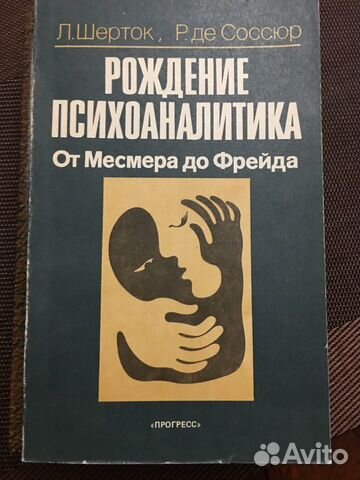 Л.Шерток, Р.де Соссюр
РОЖДЕНИЕ
ПСИХОАНАЛИТИКА
От Месмера до Фрейда
«ПРОГРЕСС»
Avito